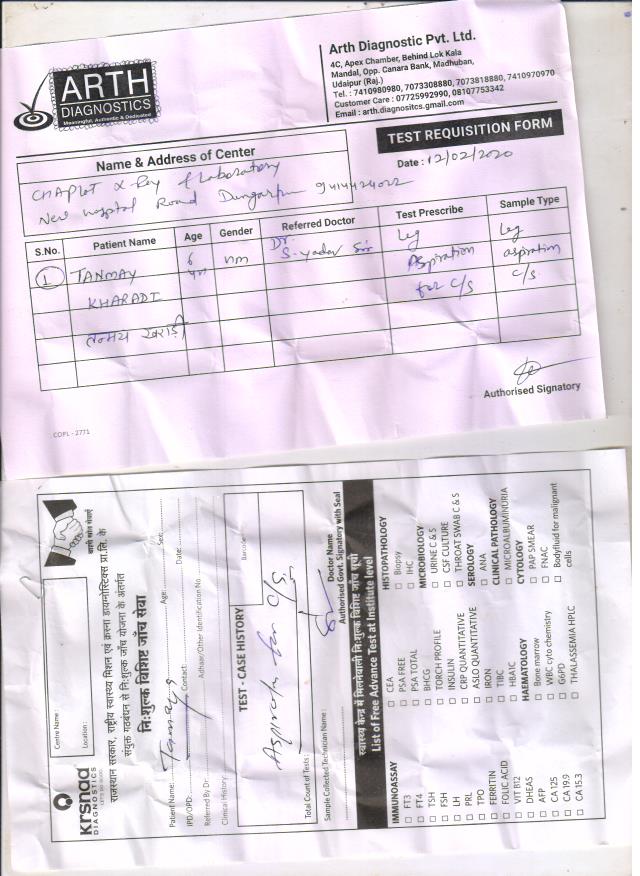 ARTH
DIAGNOSTICS
Meaningful, Authentic & Dedicated
Arth Diagnostic Pvt. Ltd.
4C, Apex Chamber, Behind Lok Kala
Mandal, Opp. Canara Bank, Madhuban,
Udaipur (Raj.)
Tel. : 7410980980, 7073308880, 7073818880, 7410970970
Customer Care : 07725992990, 08107753342
Email : arth.diagnositcs.gmail.com
TEST REQUISITION FORM
Date : 12/02/2020
Name & Address of Center
CHAPLOT X Ray & Laboratory
New Hospital Road Dungarpur 9414424022
S.No. Patient Name Age Gender Referred Doctor Test Prescribe Sample Type
1 TANMAY 6 Dr. S. yadav Sir Leg Aspiration Leg aspiration
KHARADI for C/S C/S
तन्मय खराड़ी
Authorised Signatory
COPL - 2771
Krsnaa
DIAGNOSTICS
LET'S DO GOOD
Centre Name :
Location :
राजस्थान सरकार, राष्ट्रीय स्वास्थ्य मिशन एवं क्रस्ना डायग्नोस्टिक्स प्रा.लि. के
संयुक्त गठबंधन से निःशुल्क जाँच योजना के अंतर्गत
निःशुल्क विशिष्ट जाँच सेवा
Patient Name: Tanmay Age: Sex:
IPD/OPD: Contact: Date:
Referred By Dr: Adhaar/Other Identification No.
Clinical History:
TEST - CASE HISTORY
Barcode
Aspirate for C/S
Total Count of Tests :
Sample Collected Technician Name :
Doctor Name
Authorised Govt. Signatory with Seal
स्वास्थ्य केन्द्र में मिलनेवाली निःशुल्क विशिष्ट जाँच सूची
List of Free Advance Test at Institute level
IMMUNOASSAY
FT3
FT4
TSH
FSH
LH
PRL
TPO
FERRITIN
FOLIC ACID
VIT B12
DHEAS
AFP
CA 125
CA 19.9
CA 15.3
CEA
PSA FREE
PSA TOTAL
BHCG
TORCH PROFILE
INSULIN
CRP QUANTITATIVE
ASLO QUANTITATIVE
IRON
TIBC
HBA1C
HAEMATOLOGY
Bone marrow
WBC cyto chemistry
G6PD
THALASSEMIA HPLC
HISTOPATHOLOGY
Biopsy
IHC
MICROBIOLOGY
URINE C & S
CSF CULTURE
THROAT SWAB C & S
SEROLOGY
ANA
CLINICAL PATHOLOGY
MICROALBUMINURIA
CYTOLOGY
PAP SMEAR
FNAC
Bodyfluid for malignant
cells